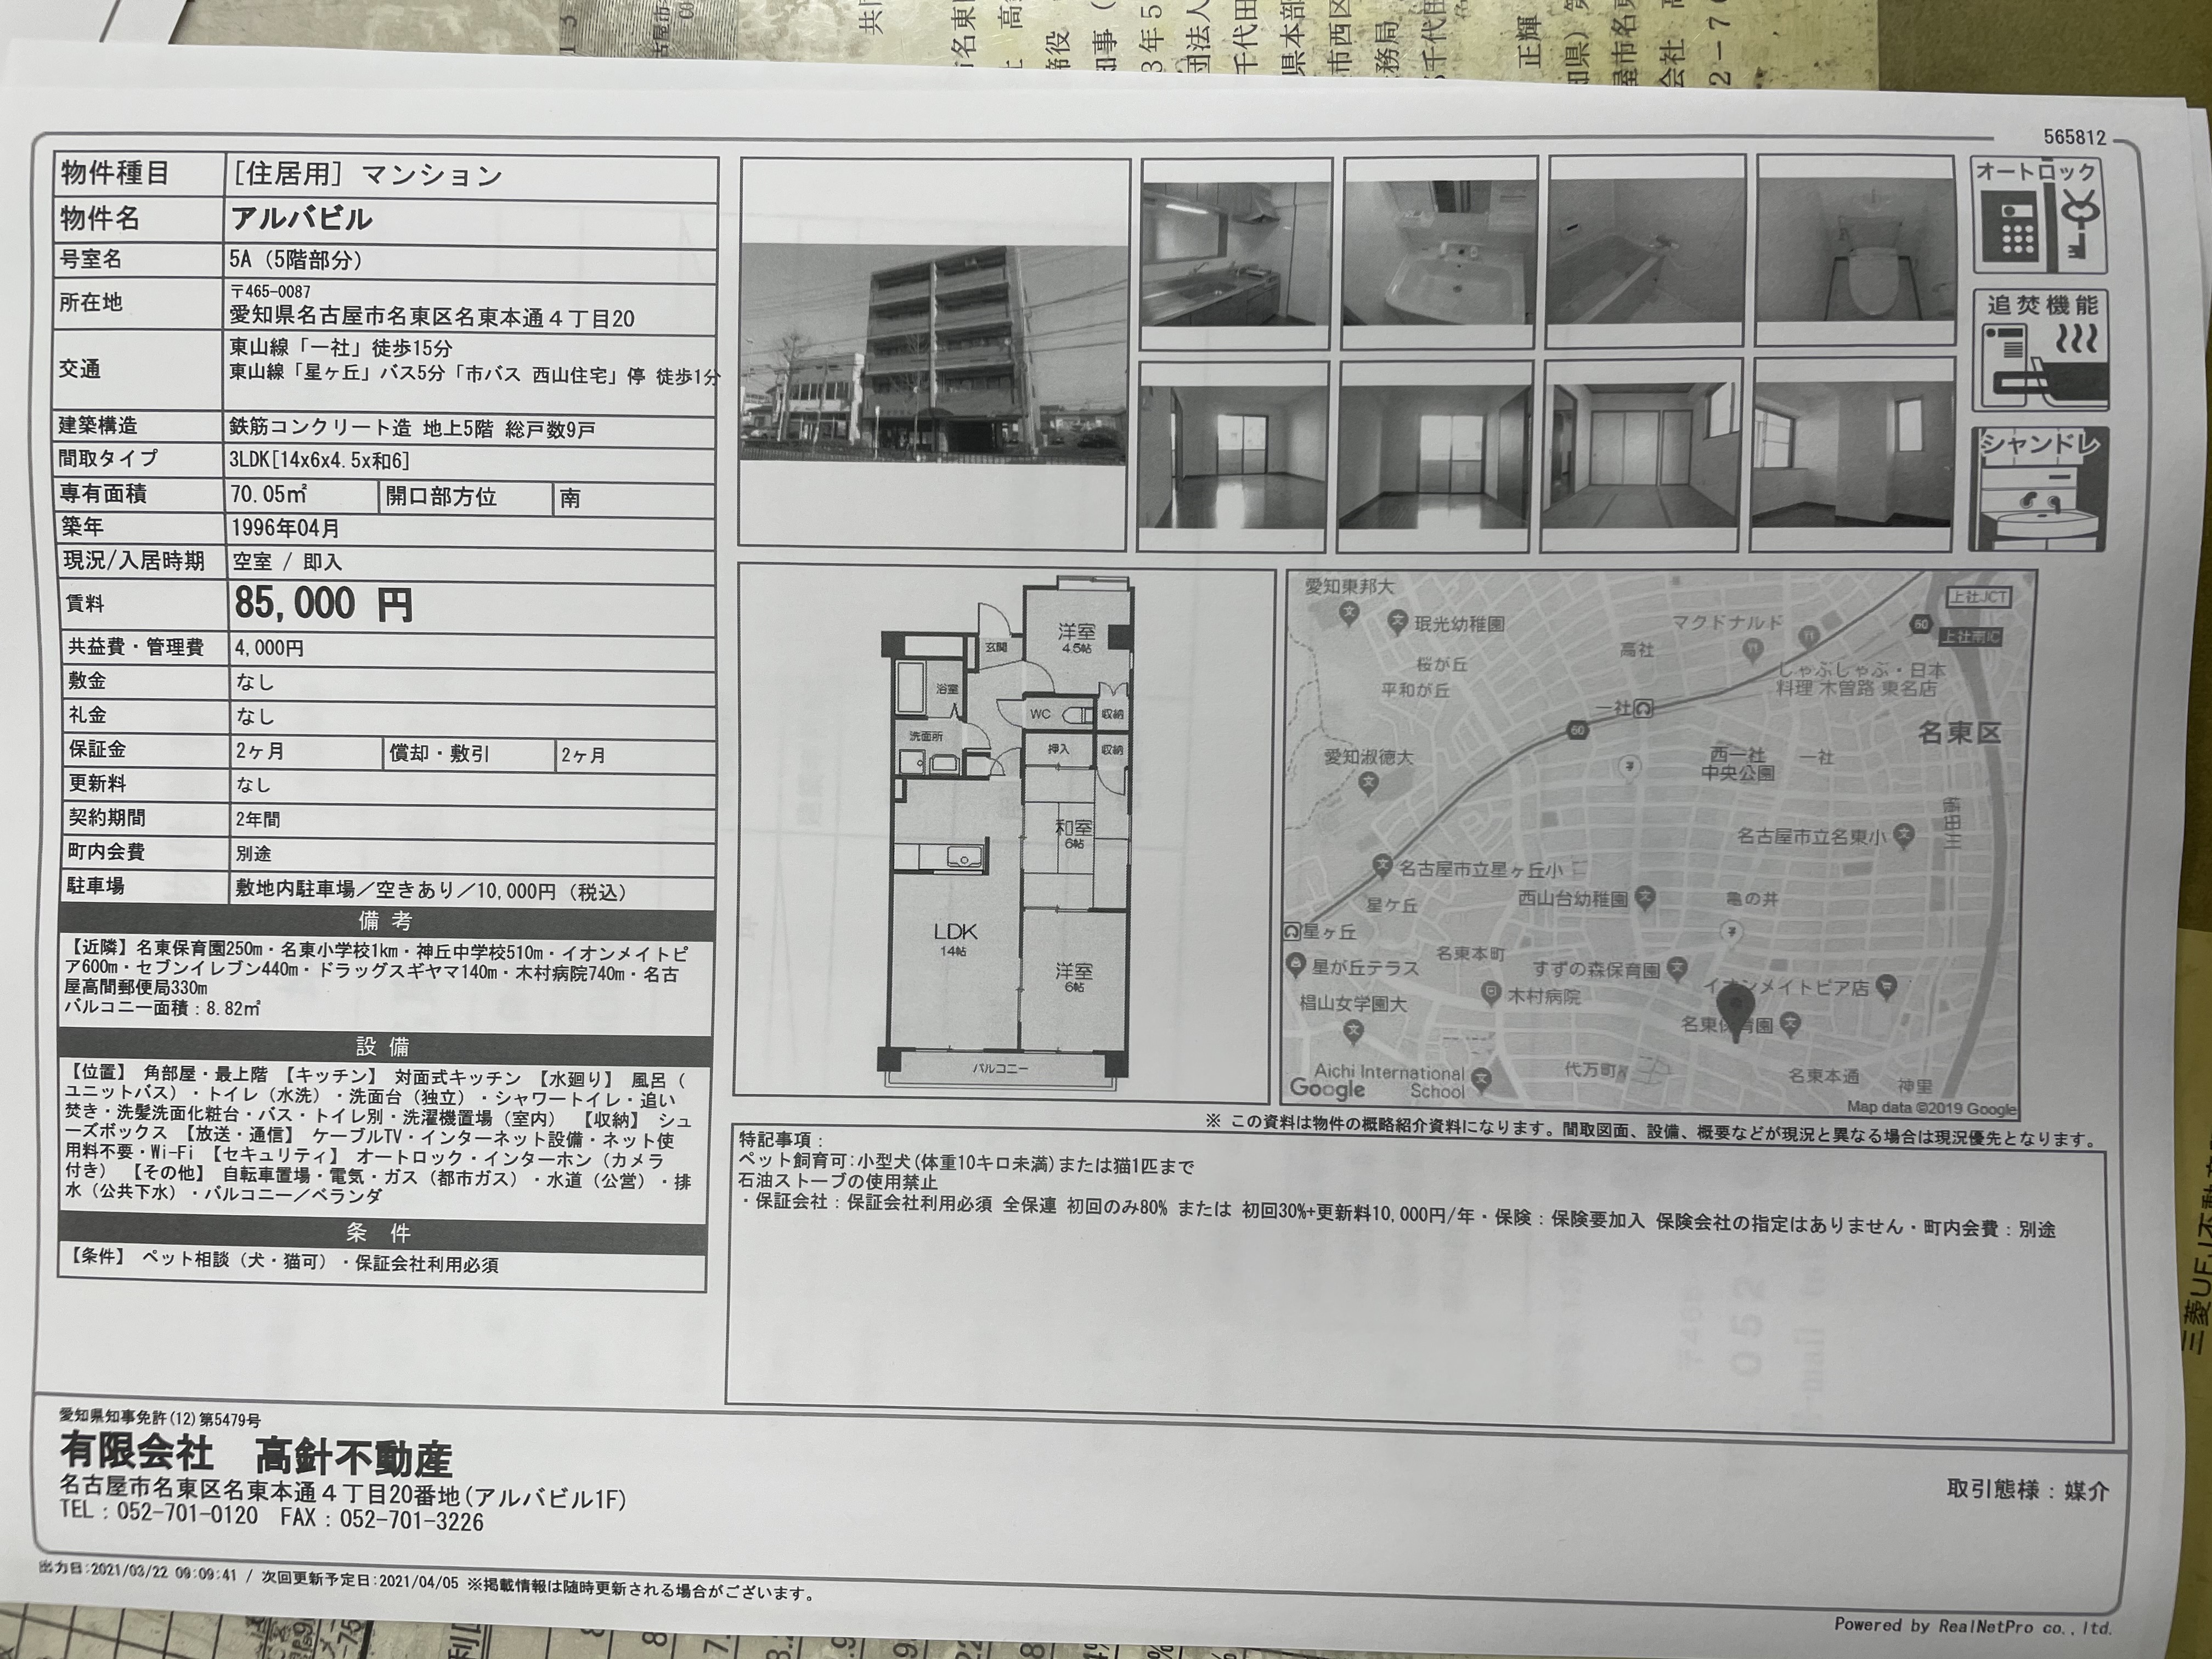 565812
物件種目 [住居用] マンション
物件名 アルバビル
号室名 5A (5階部分)
所在地 〒465-0087
愛知県名古屋市名東区名東本通4丁目20
交通 東山線「一社」徒歩15分
東山線「星ヶ丘」バス5分「市バス 西山住宅」停 徒歩1分
建築構造 鉄筋コンクリート造 地上5階 総戸数9戸
間取タイプ 3LDK[14x6x4.5x和6]
専有面積 70.05㎡ 開口部方位 南
築年 1996年04月
現況/入居時期 空室 / 即入
賃料 85,000 円
共益費・管理費 4,000円
敷金 なし
礼金 なし
保証金 2ヶ月 償却・敷引 2ヶ月
更新料 なし
契約期間 2年間
町内会費 別途
駐車場 敷地内駐車場／空きあり／10,000円 (税込)
備考
【近隣】名東保育園250m・名東小学校1km・神丘中学校510m・イオンメイトピ
ア600m・セブンイレブン440m・ドラッグスギヤマ140m・木村病院740m・名古
屋高間郵便局330m
バルコニー面積：8.82㎡
設備
【位置】 角部屋・最上階 【キッチン】 対面式キッチン 【水廻り】 風呂（
ユニットバス）・トイレ（水洗）・洗面台（独立）・シャワートイレ・追い
焚き・洗髪洗面化粧台・バス・トイレ別・洗濯機置場（室内） 【収納】 シュ
ーズボックス 【放送・通信】 ケーブルTV・インターネット設備・ネット使
用料不要・Wi-Fi 【セキュリティ】 オートロック・インターホン（カメラ
付き） 【その他】 自転車置場・電気・ガス（都市ガス）・水道（公営）・排
水（公共下水）・バルコニー／ベランダ
条件
【条件】 ペット相談（犬・猫可）・保証会社利用必須
オートロック
追焚機能
シャンドレ
洋室
4.5帖
玄関
浴室
WC
収納
洗面所
押入
収納
和室
6帖
LDK
14帖
洋室
6帖
バルコニー
愛知東邦大
珉光幼稚園
マクドナルド
上社JCT
60
上社南IC
高社
桜が丘
平和が丘
しゃぶしゃぶ・日本
料理 木曽路 東名店
一社
60
名東区
愛知淑徳大
西一社
中央公園
一社
植田川
名古屋市立名東小
名古屋市立星ヶ丘小
西山台幼稚園
亀の井
星ケ丘
星ヶ丘
名東本町
星が丘テラス
すずの森保育園
イオンメイトピア店
椙山女学園大
木村病院
名東保育園
Aichi International
School
代万町
名東本通
神里
Google
Map data ©2019 Google
※ この資料は物件の概略紹介資料になります。間取図面、設備、概要などが現況と異なる場合は現況優先となります。
特記事項：
ペット飼育可:小型犬(体重10キロ未満)または猫1匹まで
石油ストーブの使用禁止
・保証会社：保証会社利用必須 全保連 初回のみ80% または 初回30%+更新料10,000円/年・保険：保険要加入 保険会社の指定はありません・町内会費：別途
愛知県知事免許(12)第5479号
有限会社 高針不動産
名古屋市名東区名東本通4丁目20番地(アルバビル1F)
TEL：052-701-0120 FAX：052-701-3226
取引態様：媒介
出力日:2021/03/22 09:09:41 / 次回更新予定日:2021/04/05 ※掲載情報は随時更新される場合がございます。
Powered by RealNetPro co.,ltd.